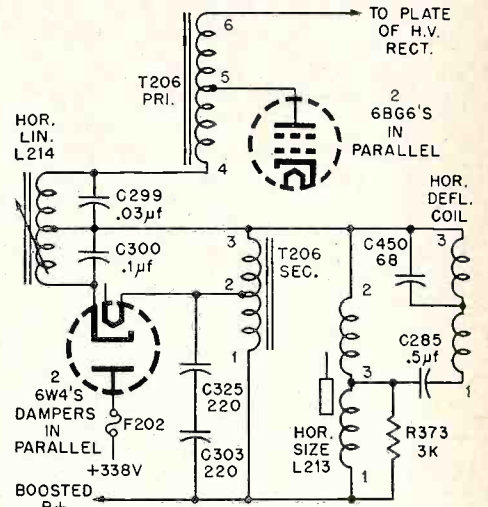 6
TO PLATE
OF H.V.
RECT.
T206
PRI.
5
2
6BG6'S
IN
PARALLEL
4
HOR.
LIN.
L214
C299
.03µf
C300
.1µf
HOR.
DEFL.
COIL
3
T206
SEC.
2
1
C450
68
3
2
3
C285
.5µf
1
2
6W4'S
DAMPERS
IN
PARALLEL
F202
+338V
C325
220
C303
220
HOR.
SIZE
L213
1
R373
3K
BOOSTED
B+